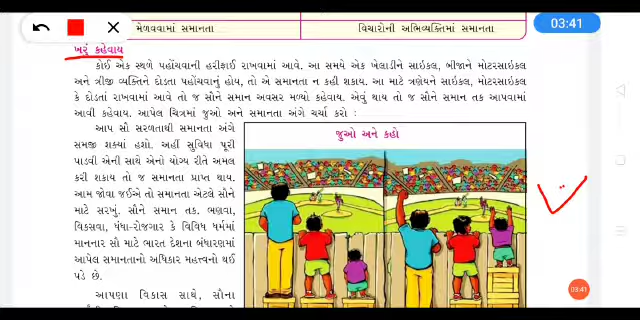 મેળવવામાં સમાનતા
વિચારોની અભિવ્યક્તિમાં સમાનતા
03:41
ખરું કહેવાય
કોઈ એક સ્થળે પહોંચવાની હરીફાઈ રાખવામાં આવે. આ સમયે એક ખેલાડીને સાઇકલ, બીજાને મોટરસાઇકલ
અને ત્રીજી વ્યક્તિને દોડતા પહોંચવાનું હોય, તો એ સમાનતા ન કહી શકાય. આ માટે ત્રણેયને સાઇકલ, મોટરસાઇકલ
કે દોડતાં રાખવામાં આવે તો જ સૌને સમાન અવસર મળ્યો કહેવાય. એવું થાય તો જ સૌને સમાન તક આપવામાં
આવી કહેવાય. આપેલ ચિત્રમાં જુઓ અને સમાનતા અંગે ચર્ચા કરો :
આપ સૌ સરળતાથી સમાનતા અંગે
સમજી શક્યાં હશો. અહીં સુવિધા પૂરી
પાડવી એની સાથે એનો યોગ્ય રીતે અમલ
કરી શકાય તો જ સમાનતા પ્રાપ્ત થાય.
આમ જોવા જઈએ તો સમાનતા એટલે સૌને
માટે સરખું. સૌને સમાન તક. ભણવા,
વિકસવા, ધંધા-રોજગાર કે વિવિધ ધર્મમાં
માનનાર સૌ માટે ભારત દેશના બંધારણમાં
આપેલ સમાનતાનો અધિકાર મહત્ત્વનો થઈ
પડે છે.
આપણા વિકાસ સાથે, સૌના
જુઓ અને કહો
03:41